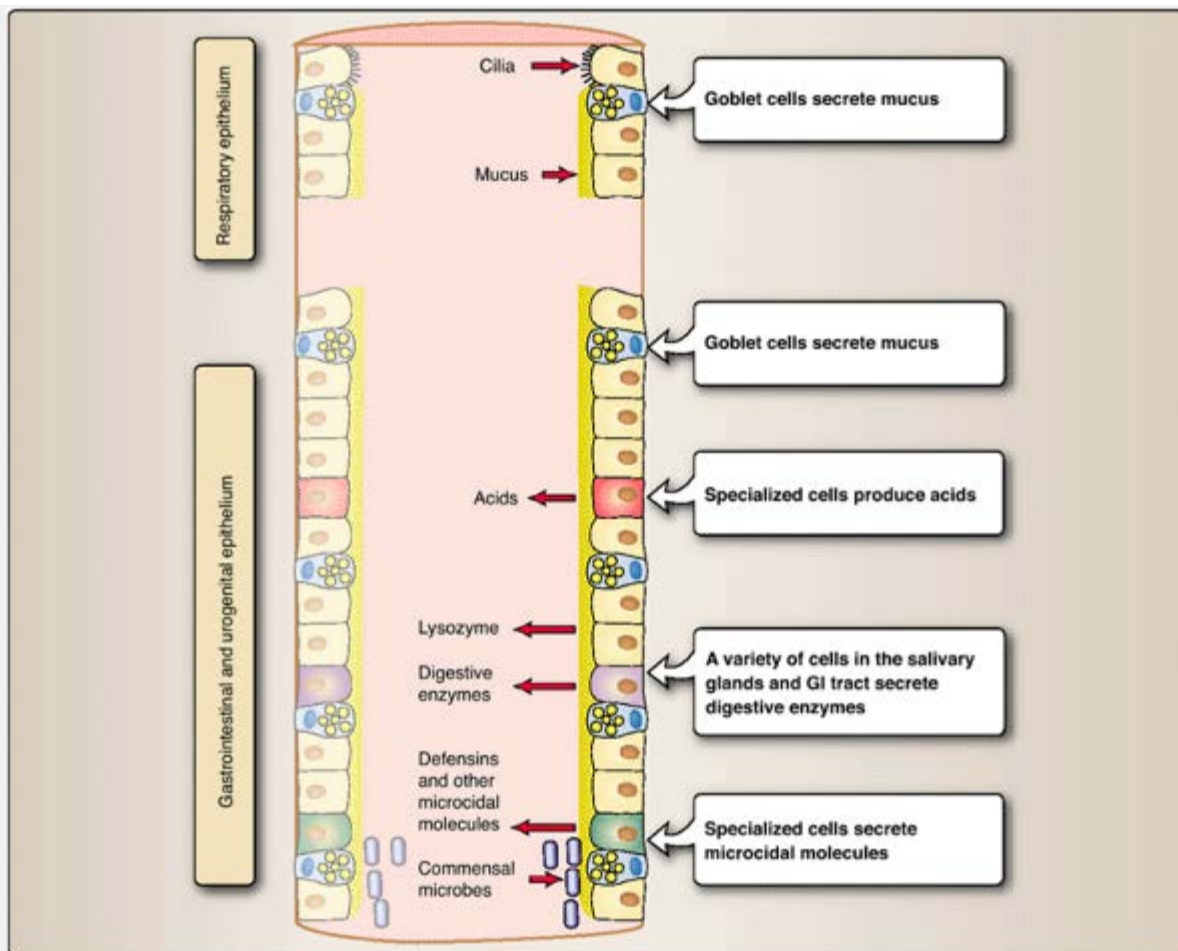 Respiratory epithelium
Cilia
Goblet cells secrete mucus
Mucus
Gastrointestinal and urogenital epithelium
Goblet cells secrete mucus
Acids
Specialized cells produce acids
Lysozyme
Digestive
enzymes
A variety of cells in the salivary
glands and GI tract secrete
digestive enzymes
Defensins
and other
microcidal
molecules
Specialized cells secrete
microcidal molecules
Commensal
microbes